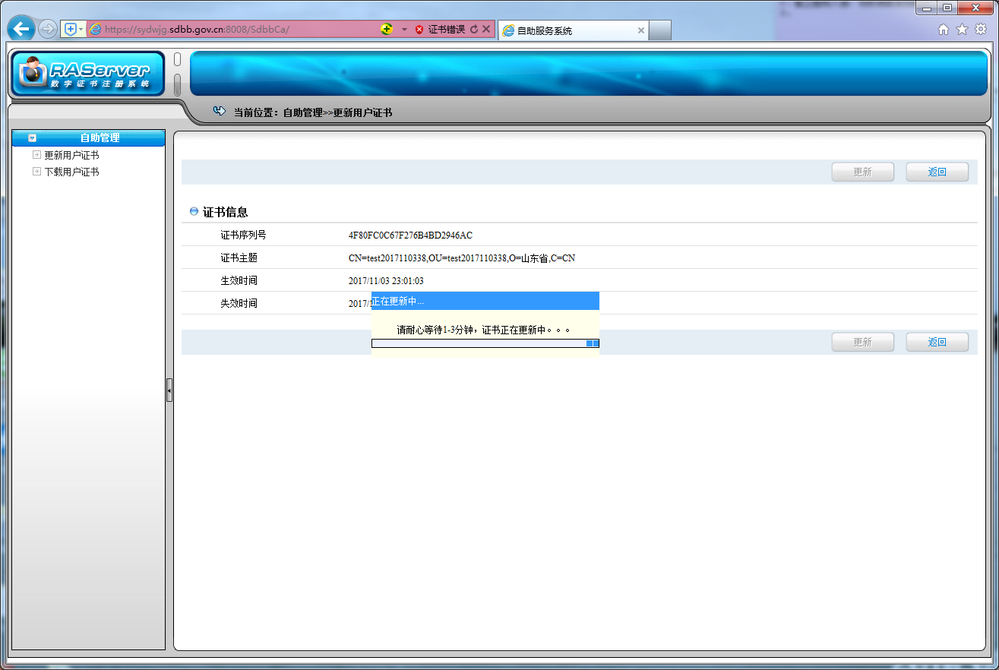 https://sydwjg.sdbb.gov.cn:8008/SdbbCa/
证书错误
自助服务系统
RAServer
数字证书注册系统
当前位置：自助管理>>更新用户证书
自助管理
更新用户证书
下载用户证书
更新
返回
证书信息
证书序列号 4F80FC0C67F276B4BD2946AC
证书主题 CN=test2017110338,OU=test2017110338,O=山东省,C=CN
生效时间 2017/11/03 23:01:03
失效时间 2017/1
正在更新中...
请耐心等待1-3分钟，证书正在更新中。。。
更新
返回